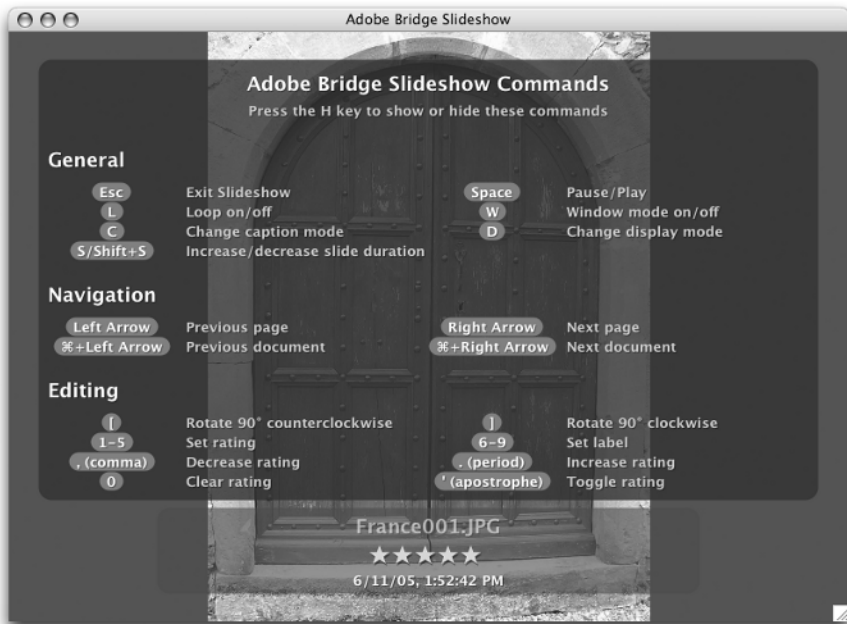 Adobe Bridge Slideshow
Adobe Bridge Slideshow Commands
Press the H key to show or hide these commands
General
Esc Exit Slideshow Space Pause/Play
L Loop on/off W Window mode on/off
C Change caption mode D Change display mode
S/Shift+S Increase/decrease slide duration
Navigation
Left Arrow Previous page Right Arrow Next page
⌘+Left Arrow Previous document ⌘+Right Arrow Next document
Editing
[ Rotate 90° counterclockwise ] Rotate 90° clockwise
1-5 Set rating 6-9 Set label
, (comma) Decrease rating . (period) Increase rating
0 Clear rating ' (apostrophe) Toggle rating
France001.JPG
★★★★★
6/11/05, 1:52:42 PM